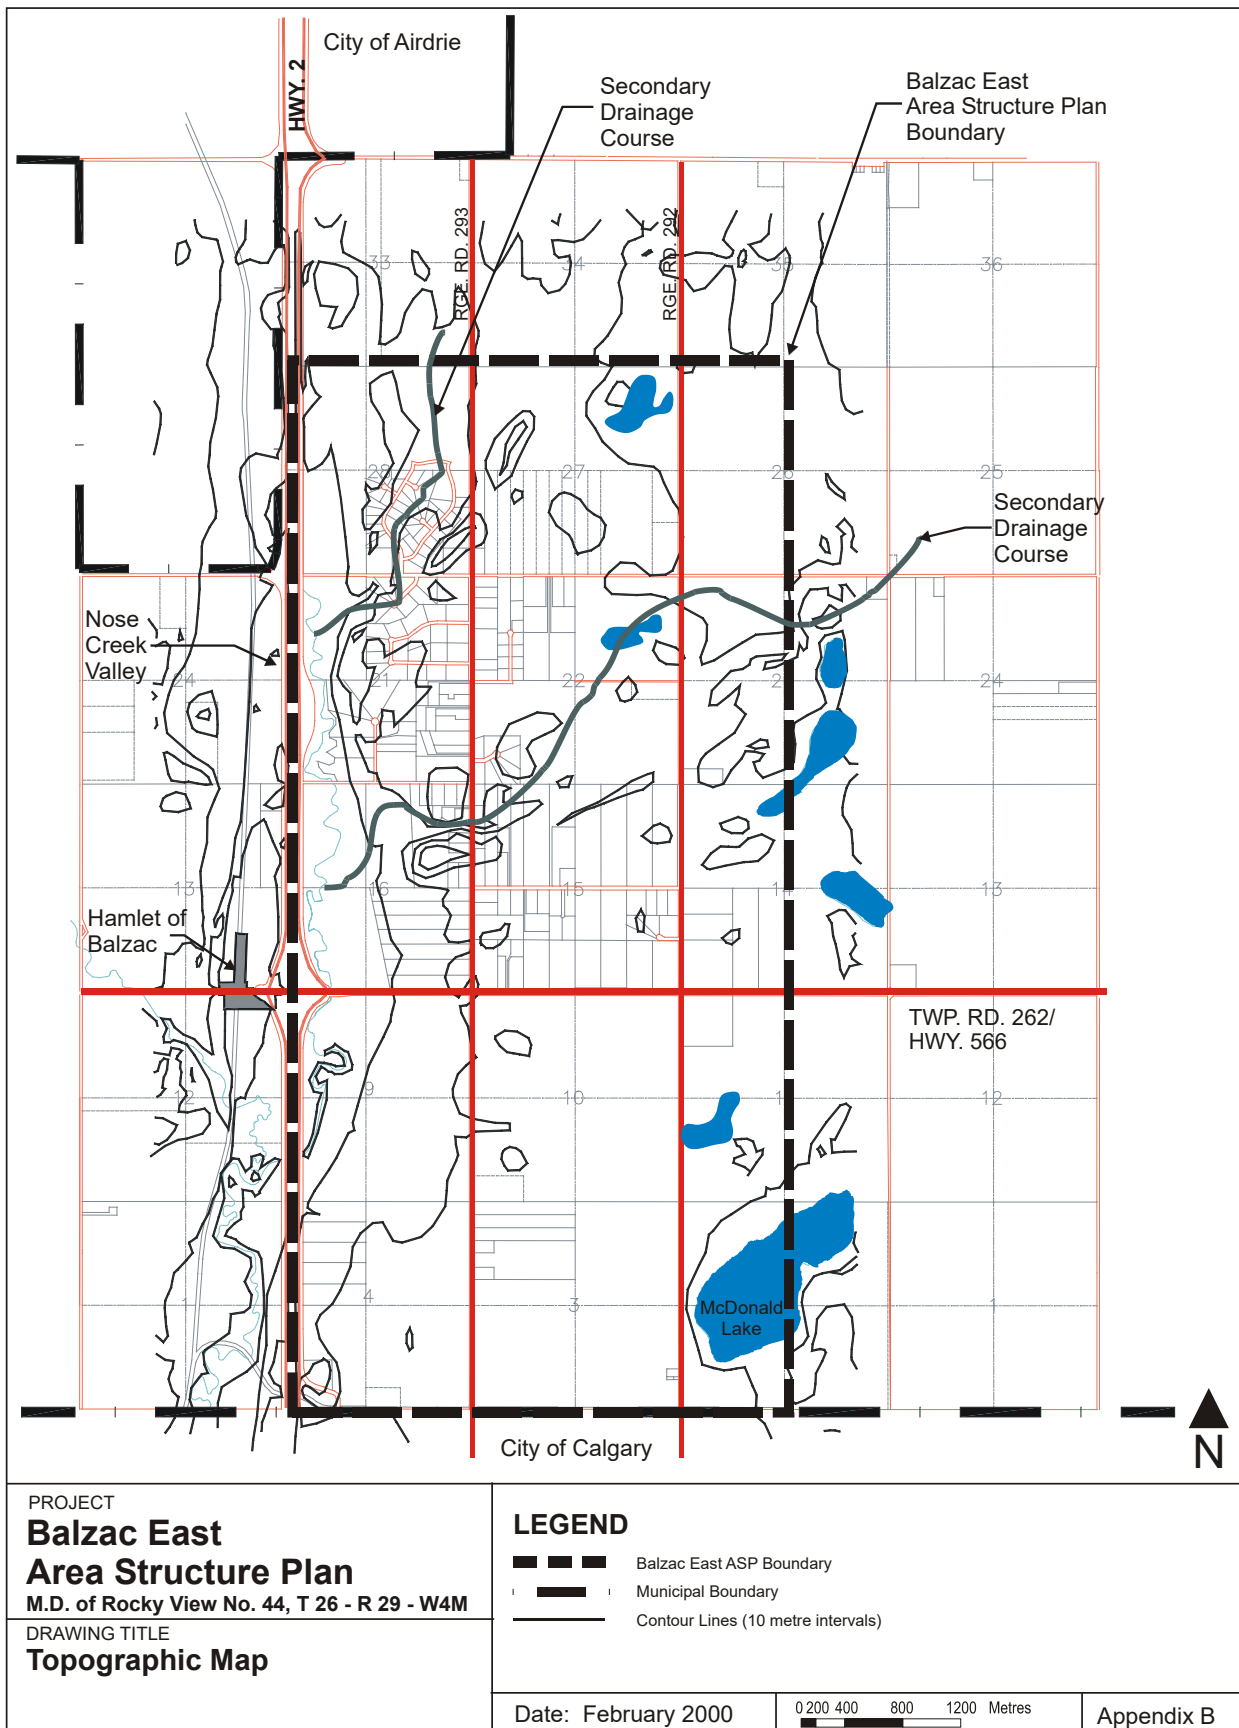 City of Airdrie
HWY. 2
Secondary
Drainage
Course
Balzac East
Area Structure Plan
Boundary
RGE. RD. 293
RGE. RD. 292
33
34
35
36
28
27
26
25
Secondary
Drainage
Course
Nose
Creek
Valley
24
21
22
24
13
16
15
14
13
Hamlet of
Balzac
TWP. RD. 262/
HWY. 566
12
9
10
12
1
4
3
1
McDonald
Lake
City of Calgary
N
PROJECT
Balzac East
Area Structure Plan
M.D. of Rocky View No. 44, T 26 - R 29 - W4M
DRAWING TITLE
Topographic Map
LEGEND
Balzac East ASP Boundary
Municipal Boundary
Contour Lines (10 metre intervals)
Date: February 2000
0 200 400 800 1200 Metres
Appendix B